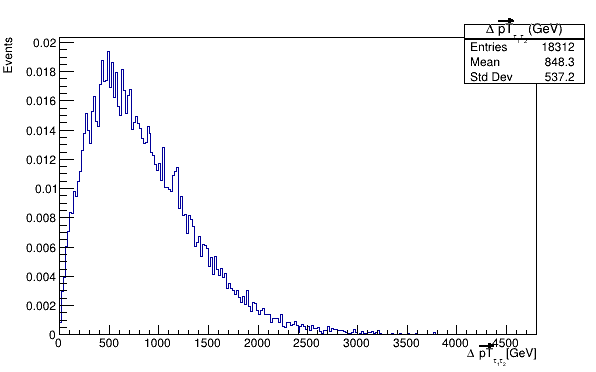 Δ pT τ₁τ₂ (GeV)
Entries 18312
Mean 848.3
Std Dev 537.2
Events
0.02
0.018
0.016
0.014
0.012
0.01
0.008
0.006
0.004
0.002
0
0 500 1000 1500 2000 2500 3000 3500 4000 4500
Δ pT τ₁τ₂ [GeV]